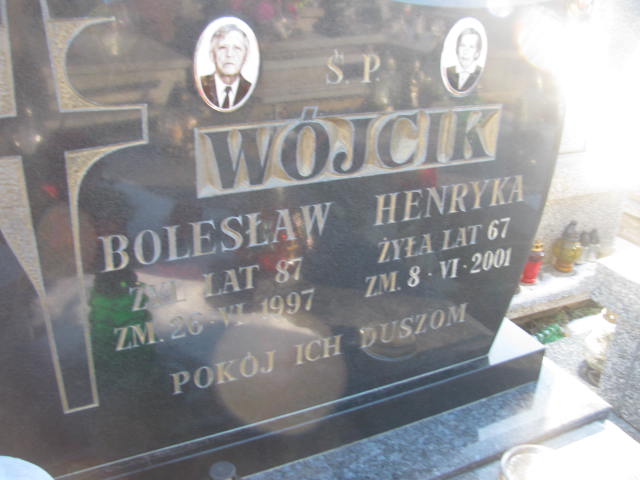 Ś. P.
WÓJCIK
BOLESŁAW
ŻYŁ LAT 87
ZM. 26 · VI · 1997
HENRYKA
ŻYŁA LAT 67
ZM. 8 · VI · 2001
POKÓJ ICH DUSZOM